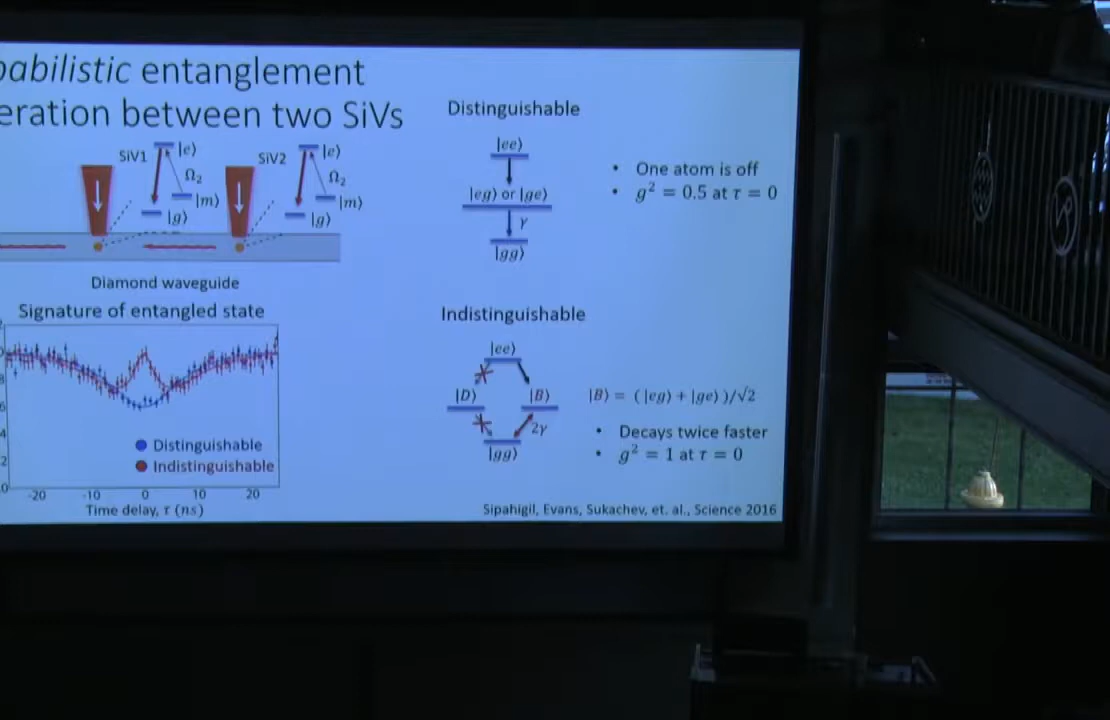 babilistic entanglement
eration between two SiVs
SiV1
|e⟩
Ω₂
|m⟩
|g⟩
SiV2
|e⟩
Ω₂
|m⟩
|g⟩
Diamond waveguide
Signature of entangled state
Distinguishable
Indistinguishable
-20 -10 0 10 20
Time delay, τ (ns)
Distinguishable
|ee⟩
|eg⟩ or |ge⟩
γ
|gg⟩
• One atom is off
• g² = 0.5 at τ = 0
Indistinguishable
|ee⟩
|D⟩ |B⟩
2γ
|gg⟩
|B⟩ = ( |eg⟩ + |ge⟩ )/√2
• Decays twice faster
• g² = 1 at τ = 0
Sipahigil, Evans, Sukachev, et. al., Science 2016